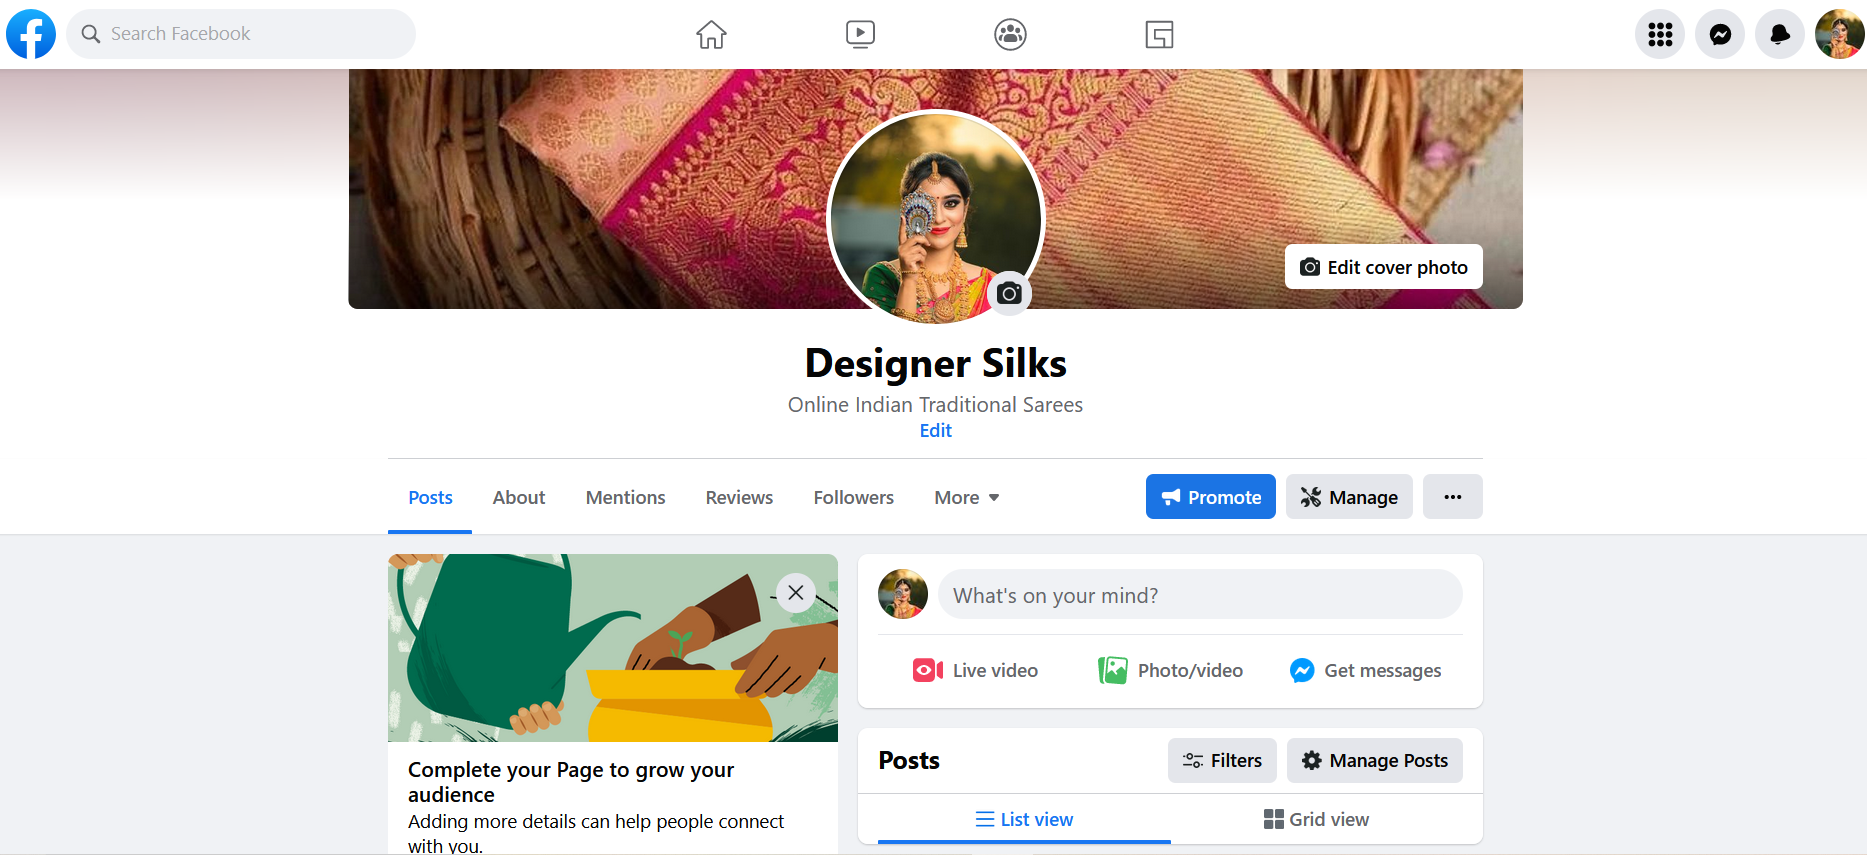 Search Facebook
Edit cover photo
Designer Silks
Online Indian Traditional Sarees
Edit
Posts About Mentions Reviews Followers More
Promote Manage
What's on your mind?
Live video Photo/video Get messages
Complete your Page to grow your
audience
Adding more details can help people connect
with you.
Posts Filters Manage Posts
List view Grid view